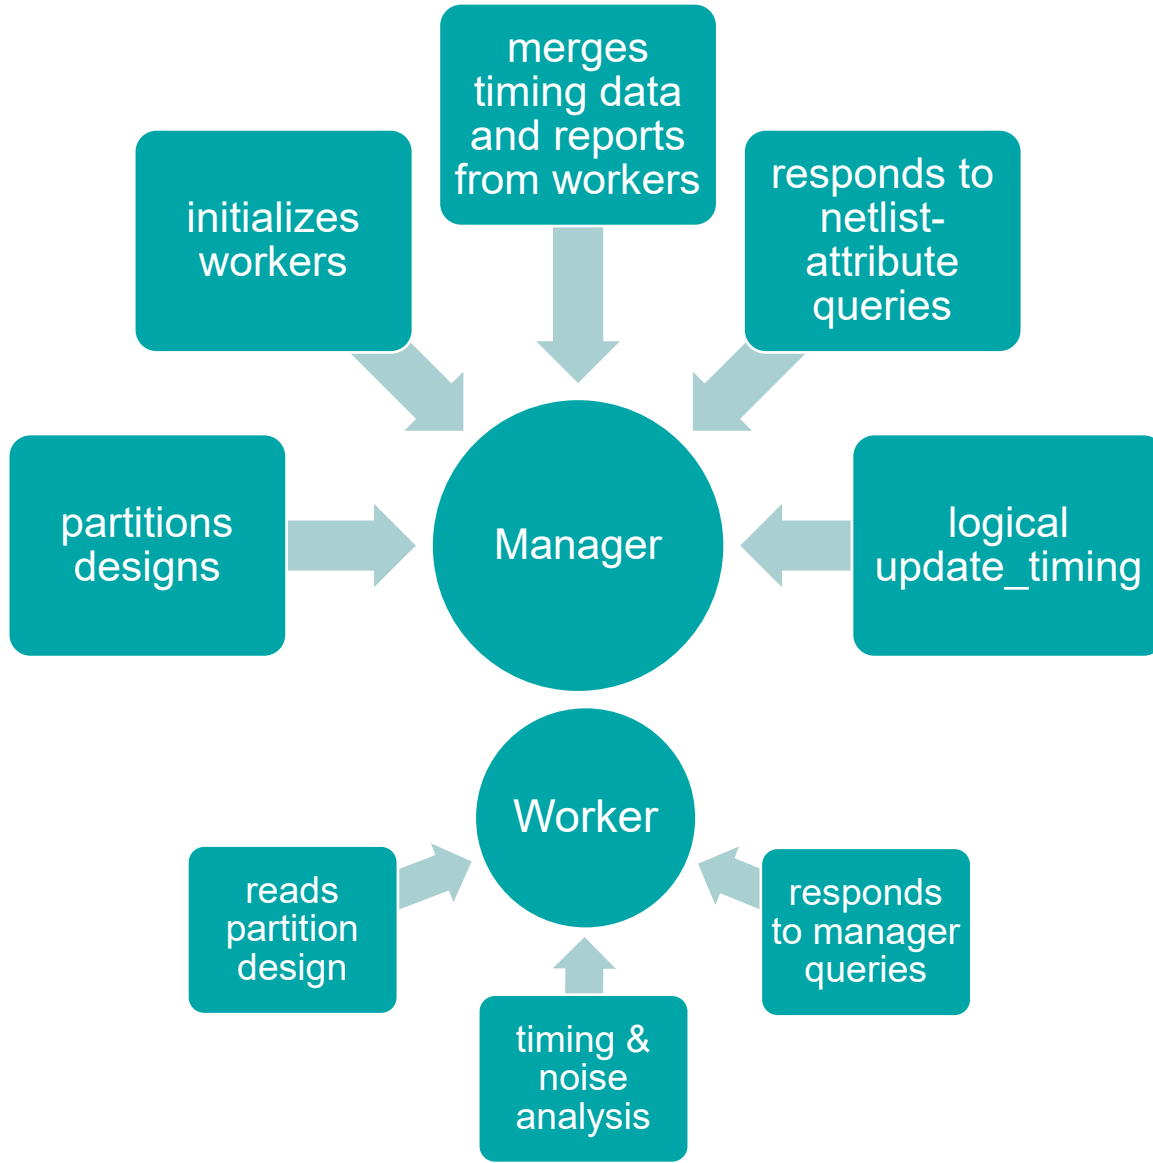 merges
timing data
and reports
from workers
initializes
workers
responds to
netlist-
attribute
queries
partitions
designs
Manager
logical
update_timing
Worker
reads
partition
design
responds
to manager
queries
timing &
noise
analysis